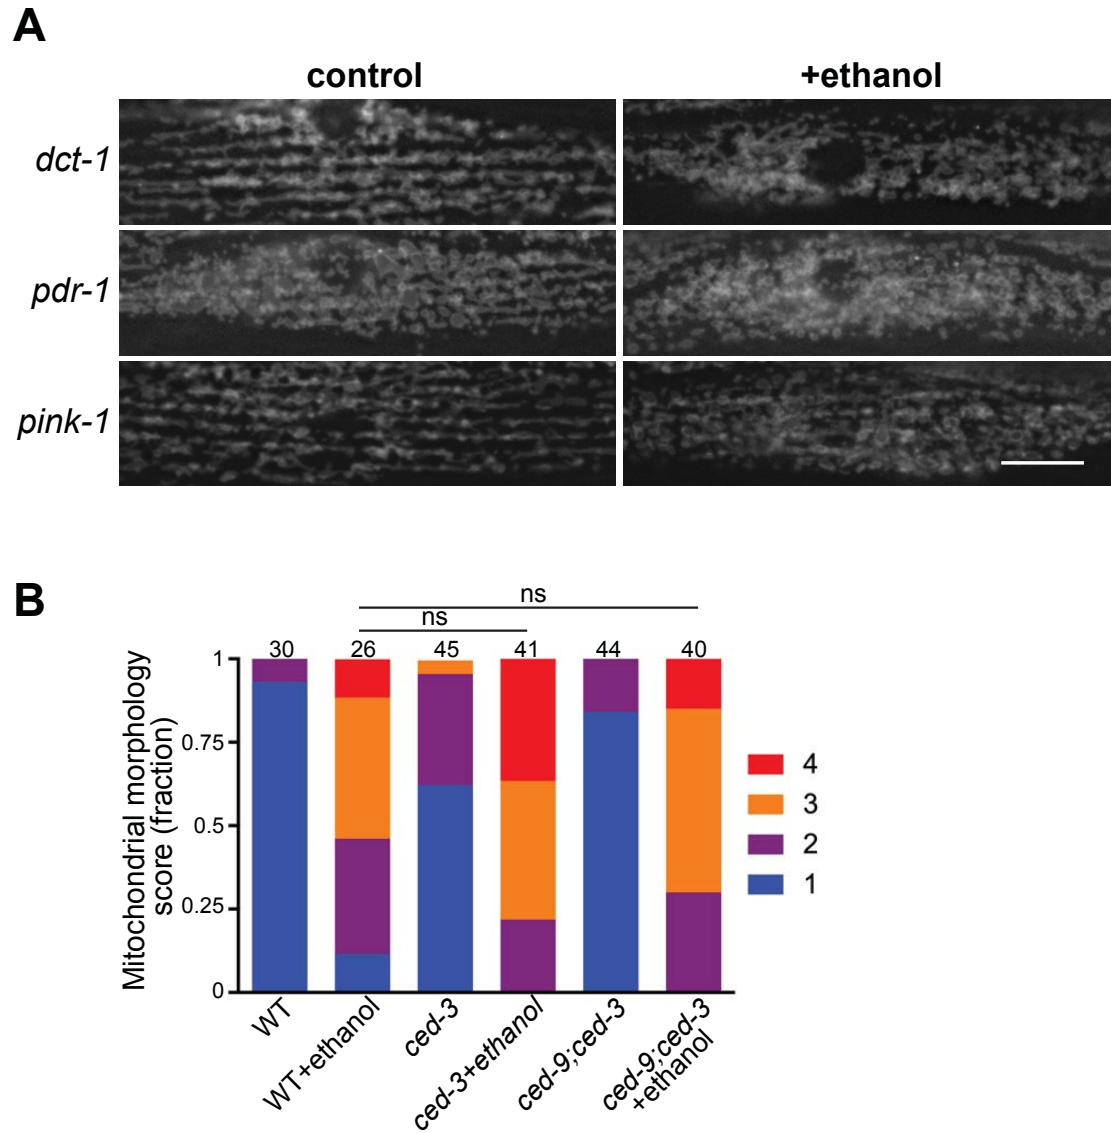 A
control
+ethanol
dct-1
pdr-1
pink-1
B
ns
ns
30
26
45
41
44
40
Mitochondrial morphology
score (fraction)
1
0.75
0.5
0.25
0
4
3
2
1
WT
WT+ethanol
ced-3
ced-3+ethanol
ced-9;ced-3
ced-9;ced-3
+ethanol